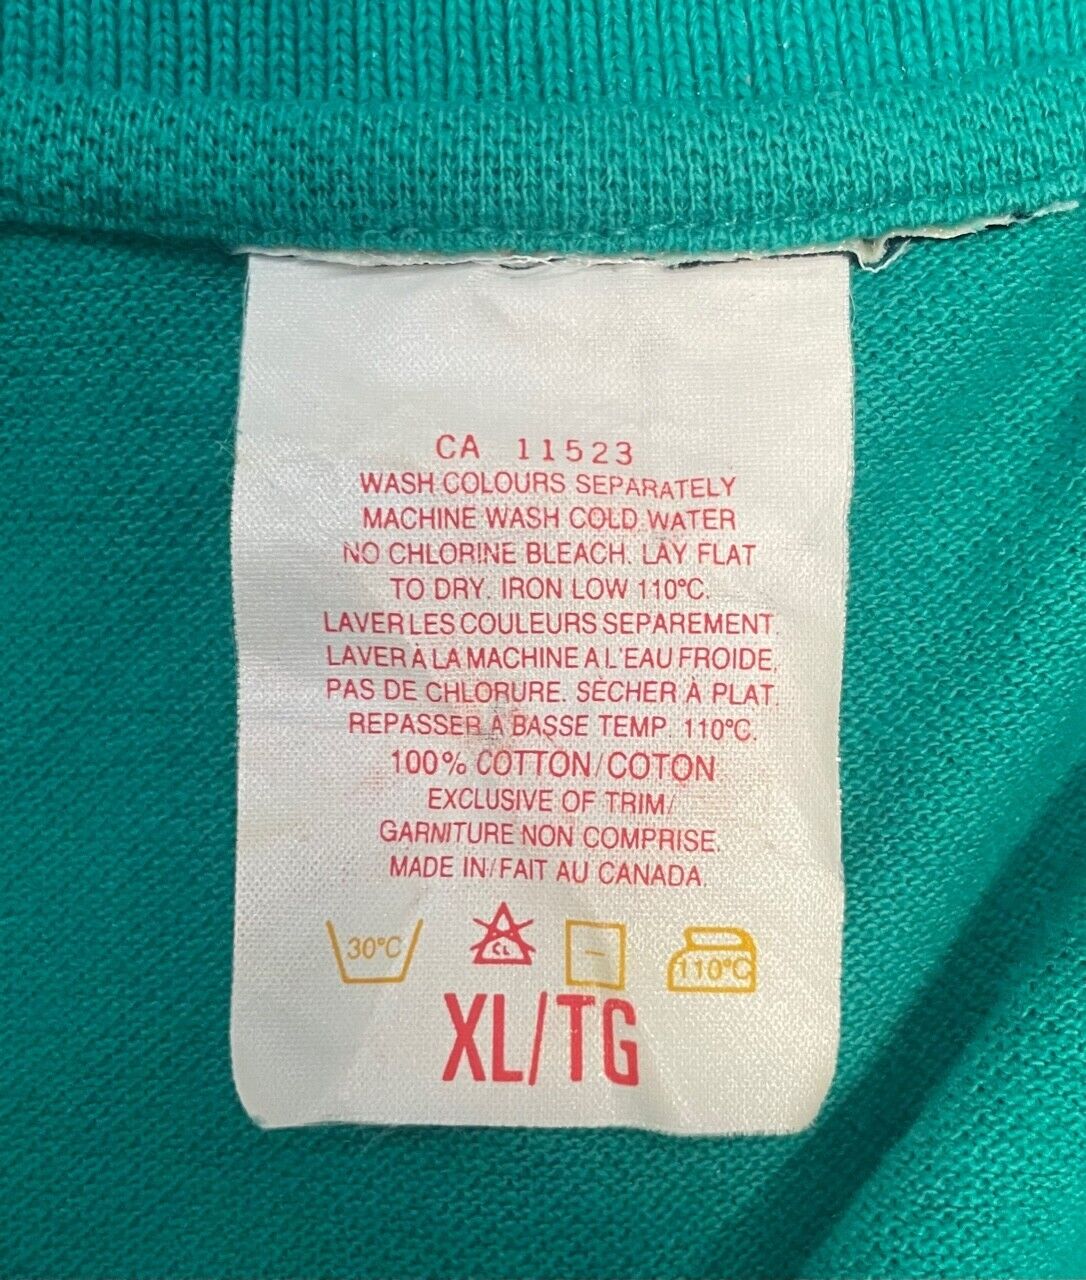 CA 11523
WASH COLOURS SEPARATELY
MACHINE WASH COLD WATER
NO CHLORINE BLEACH. LAY FLAT
TO DRY. IRON LOW 110°C.
LAVER LES COULEURS SEPAREMENT.
LAVER À LA MACHINE A L'EAU FROIDE.
PAS DE CHLORURE. SÈCHER À PLAT.
REPASSER À BASSE TEMP. 110°C.
100% COTTON/COTON
EXCLUSIVE OF TRIM/
GARNITURE NON COMPRISE.
MADE IN/FAIT AU CANADA.
30°C CL 110°C
XL/TG